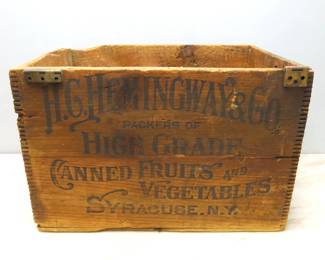 H.C. HEMINGWAY & CO
PACKERS OF
HIGH GRADE
CANNED FRUITS AND
VEGETABLES
SYRACUSE. N.Y.